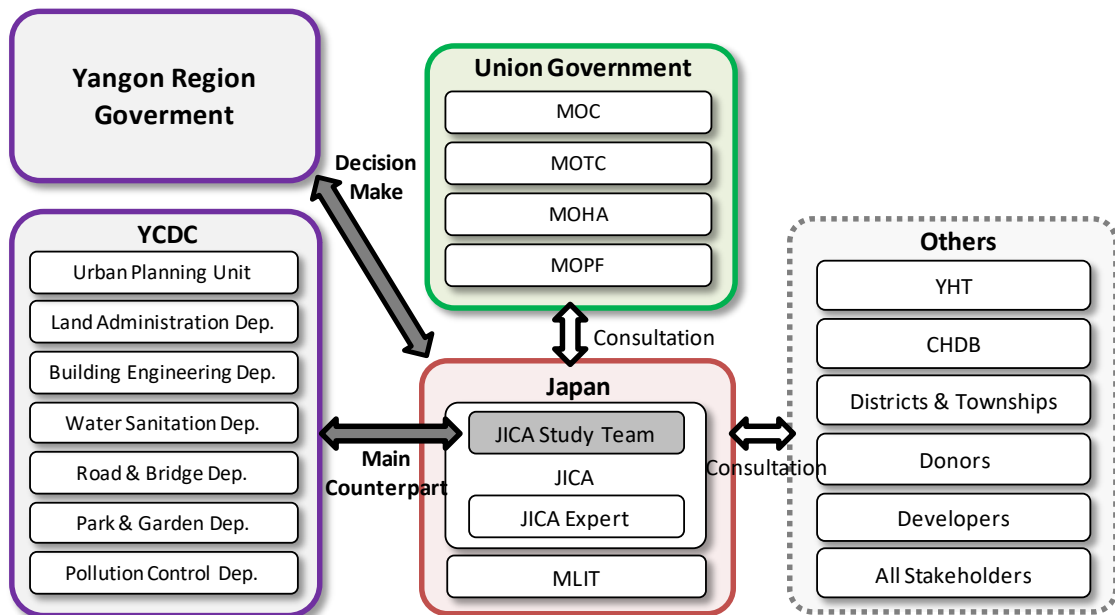 Yangon Region
Goverment
Union Government
MOC
MOTC
MOHA
MOPF
Decision
Make
YCDC
Urban Planning Unit
Land Administration Dep.
Building Engineering Dep.
Water Sanitation Dep.
Road & Bridge Dep.
Park & Garden Dep.
Pollution Control Dep.
Main
Counterpart
Consultation
Japan
JICA Study Team
JICA
JICA Expert
MLIT
Consultation
Others
YHT
CHDB
Districts & Townships
Donors
Developers
All Stakeholders